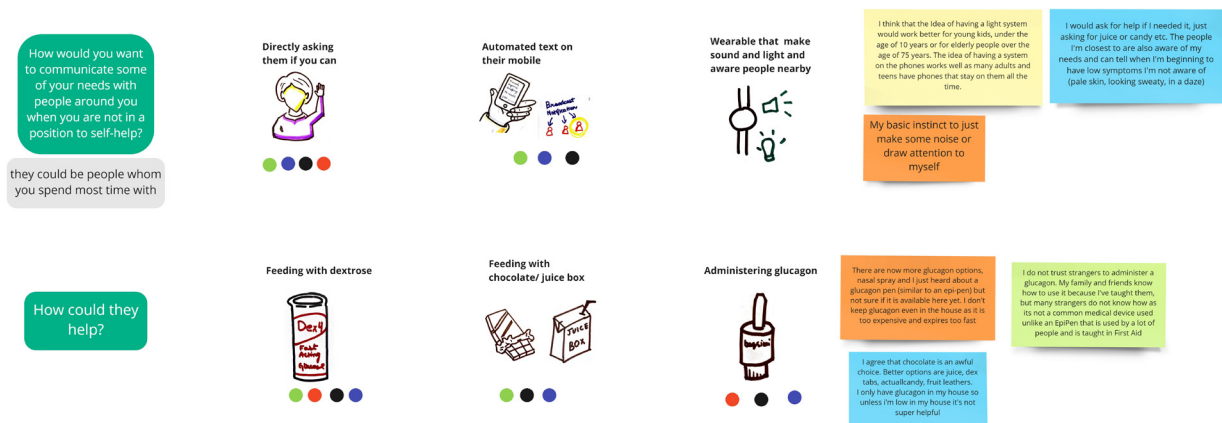 How would you want
to communicate some
of your needs with
people around you
when you are not in a
position to self-help?
they could be people whom
you spend most time with
Directly asking
them if you can
Automated text on
their mobile
Broadcast
Notification
Wearable that make
sound and light and
aware people nearby
I think that the Idea of having a light system
would work better for young kids, under the
age of 10 years or for elderly people over the
age of 75 years. The idea of having a system
on the phones works well as many adults and
teens have phones that stay on them all the
time.
I would ask for help if I needed it, just
asking for juice or candy etc. The people
I'm closest to are also aware of my
needs and can tell when I'm beginning to
have low symptoms I'm not aware of
(pale skin, looking sweaty, in a daze)
My basic instinct to just
make some noise or
draw attention to
myself
How could they
help?
Feeding with dextrose
Dex4
Fast
Acting
glucose
Feeding with
chocolate/ juice box
JUICE
BOX
Administering glucagon
baqsimi
There are now more glucagon options,
nasal spray and I just heard about a
glucagon pen (similar to an epi-pen) but
not sure if it is available here yet. I don't
keep glucagon even in the house as it is
too expensive and expires too fast
I do not trust strangers to administer a
glucagon. My family and friends know
how to use it because I've taught them,
but many strangers do not know how as
its not a common medical device used
unlike an EpiPen that is used by a lot of
people and is taught in First Aid
I agree that chocolate is an awful
choice. Better options are juice, dex
tabs, actuallcandy, fruit leathers.
I only have glucagon in my house so
unless i'm low in my house it's not
super helpful